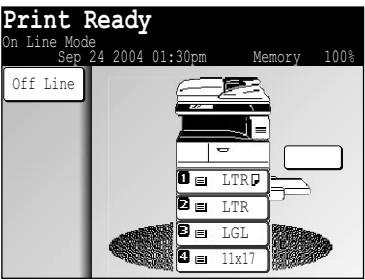 Print Ready
On Line Mode
Sep 24 2004 01:30pm Memory 100%
Off Line
1 LTR
2 LTR
3 LGL
4 11x17